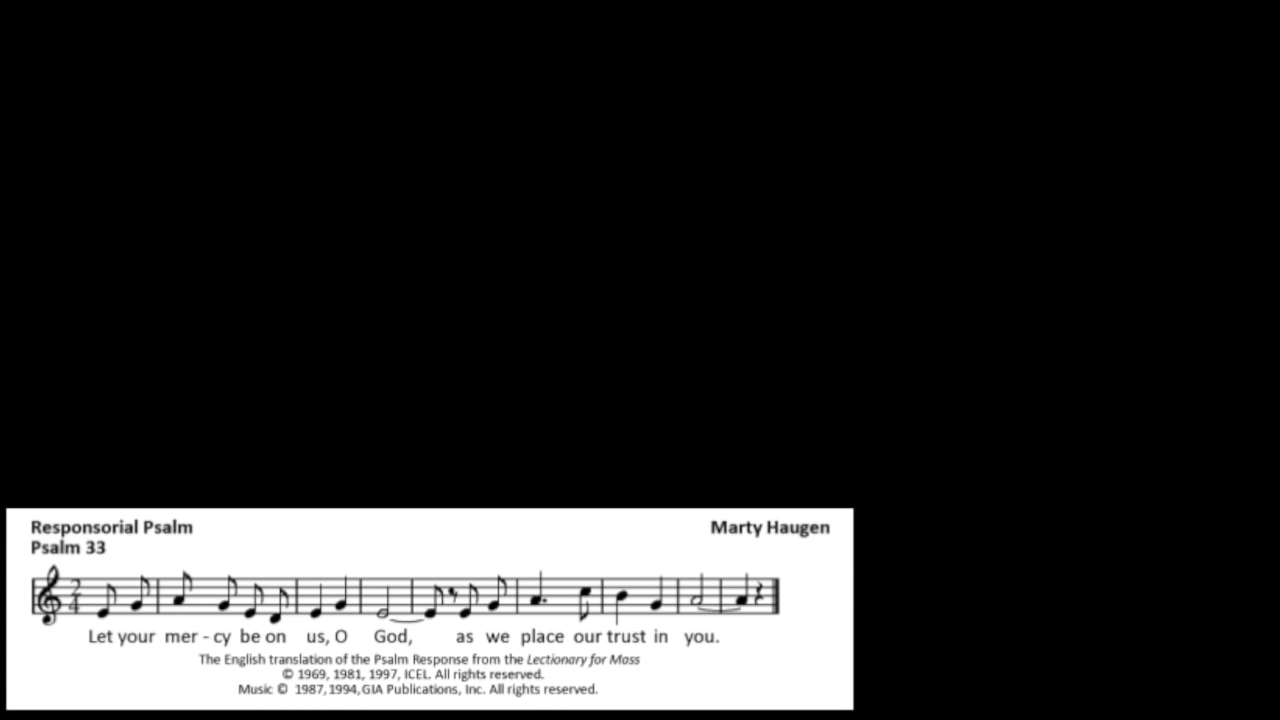 Responsorial Psalm
Marty Haugen
Psalm 33
2
4
Let your mer - cy be on us, O God, as we place our trust in you.
The English translation of the Psalm Response from the Lectionary for Mass
© 1969, 1981, 1997, ICEL. All rights reserved.
Music © 1987, 1994, GIA Publications, Inc. All rights reserved.